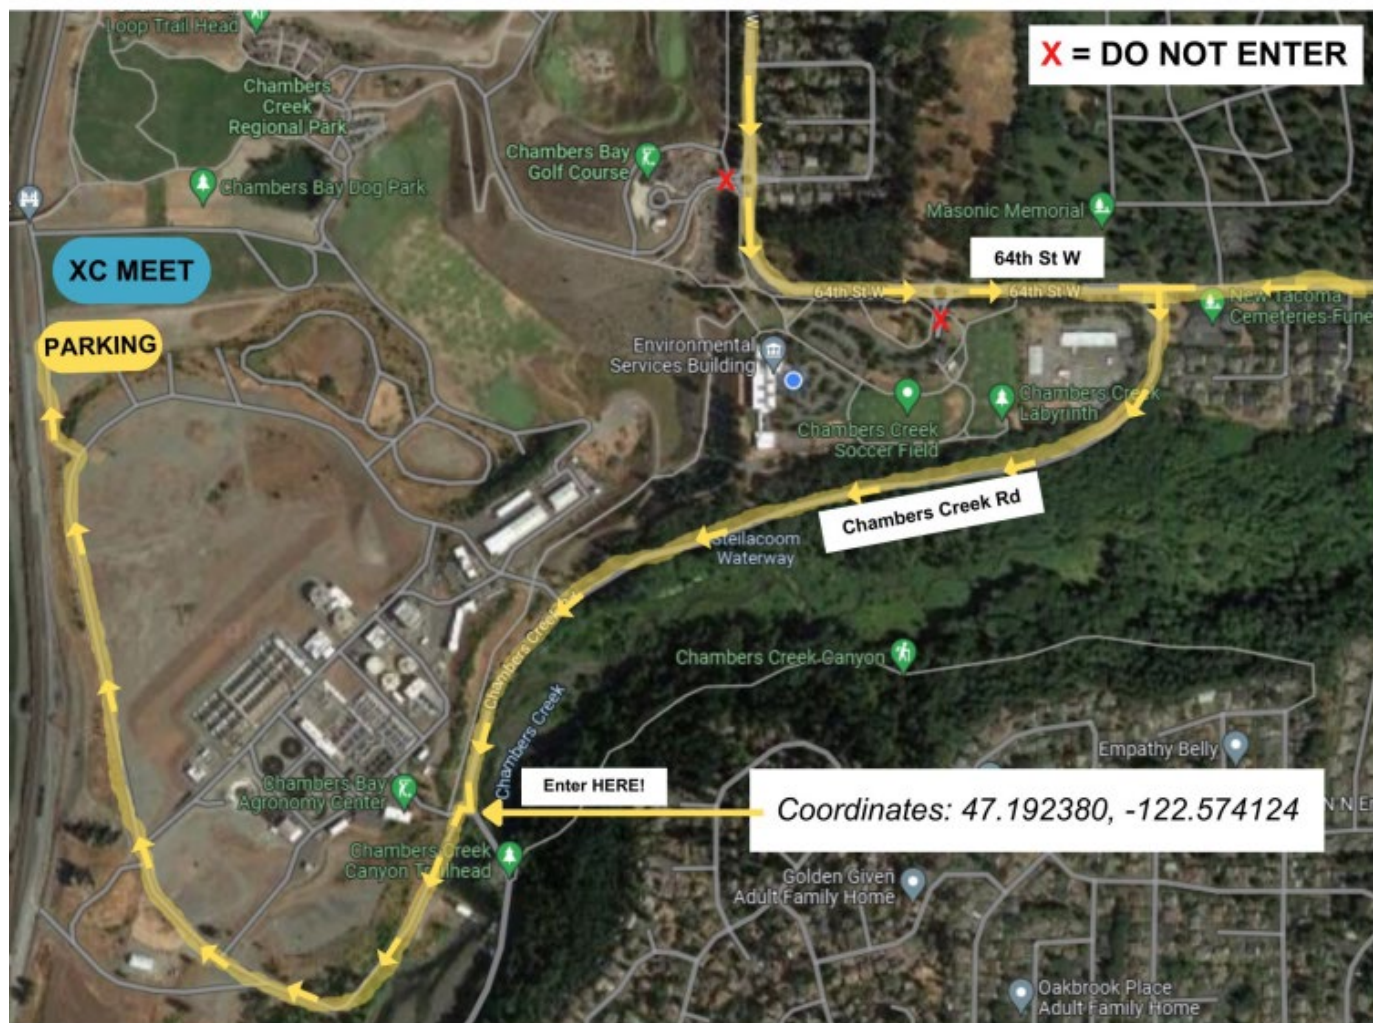 Loop Trail Head
W
X = DO NOT ENTER
Chambers
Creek
Regional Park
Chambers Bay
Golf Course
X
Chambers Bay Dog Park
Masonic Memorial
XC MEET
64th St W
64th St W
64th St W
New Tacoma
Cemeteries-Fune
X
PARKING
Environmental
Services Building
Chambers Creek
Labyrinth
Chambers Creek
Soccer Field
Chambers Creek Rd
Steilacoom
Waterway
Chambers Creek
Chambers Creek Canyon
Chambers Creek
Empathy Belly
Chambers Bay
Agronomy Center
Enter HERE!
Coordinates: 47.192380, -122.574124
Chambers Creek
Canyon Trailhead
Golden Given
Adult Family Home
Oakbrook Place
Adult Family Home